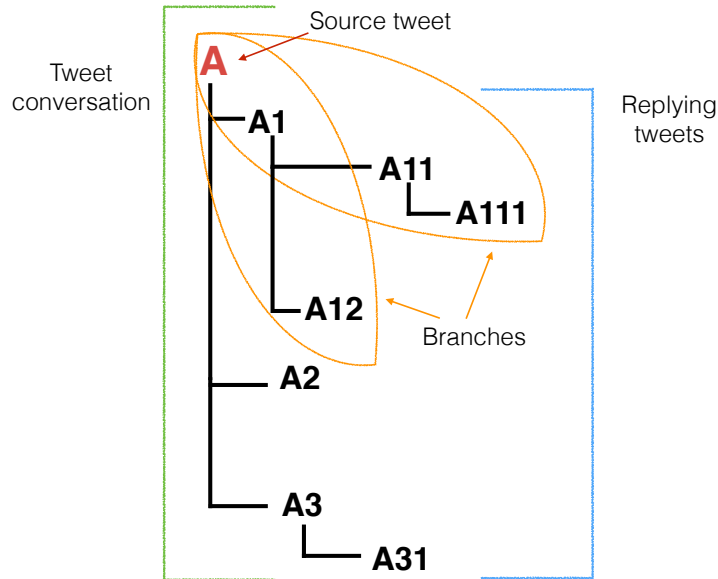 Source tweet
A
Tweet
conversation
A1
Replying
tweets
A11
A111
A12
Branches
A2
A3
A31